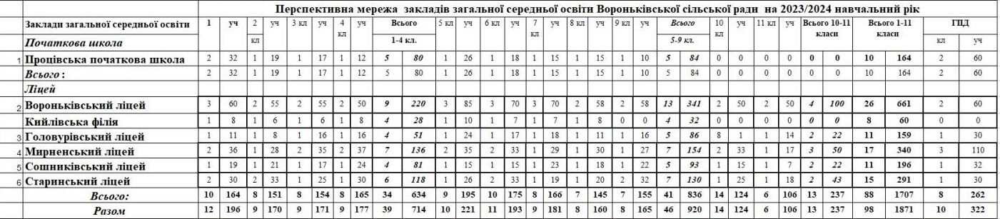 Перспективна мережа закладів загальної середньої освіти Вороньківської сільської ради на 2023/2024 навчальний рік
Заклади загальної середньої освіти 1 уч 2 кл уч 3 кл уч 4 кл уч Всього 5 кл уч 6 кл уч 7 кл уч 8 кл уч 9 кл уч Всього 10 кл уч 11 кл уч Всього 10-11 класи Всього 1-11 класи ГПД
Початкова школа 1-4 кл. 5-9 кл. кл уч
1 Процівська початкова школа 2 32 1 19 1 17 1 12 5 80 1 26 1 18 1 15 1 15 1 10 5 84 0 0 0 0 0 0 10 164 2 60
Всього : 2 32 1 19 1 17 1 12 5 80 1 26 1 18 1 15 1 15 1 10 5 84 0 0 0 0 0 0 10 164 2 60
Ліцей
2 Вороньківський ліцей 3 60 2 55 2 55 2 50 9 220 3 85 3 70 3 70 2 58 2 58 13 341 2 50 2 50 4 100 26 661 2 60
Кийлівська філія 1 8 1 6 1 6 1 8 4 28 1 10 1 7 1 7 1 8 0 0 4 32 0 0 0 0 0 0 8 60 0 0
3 Головурівський ліцей 1 11 1 8 1 16 1 16 4 51 1 24 1 17 1 18 1 11 1 16 5 86 8 1 1 14 2 22 11 159 1 30
4 Мирненський ліцей 2 36 1 28 2 35 2 37 7 136 2 35 2 33 1 29 1 30 1 27 7 154 2 33 1 17 3 50 17 340 3 110
5 Сошниківський ліцей 1 19 1 21 1 17 1 24 4 81 1 15 1 15 1 23 1 18 1 22 5 93 1 15 1 7 2 22 11 196 1 32
6 Старинський ліцей 2 30 2 33 1 25 1 30 6 118 1 26 2 33 1 19 1 20 2 32 7 130 1 25 1 18 2 43 15 291 1 30
Всього: 10 164 8 151 8 154 8 165 34 634 9 195 10 175 8 166 7 145 7 155 41 836 14 124 6 106 13 237 88 1707 8 262
Разом 12 196 9 170 9 171 9 177 39 714 10 221 11 193 9 181 8 160 8 165 46 920 14 124 6 106 13 237 98 1871 10 322